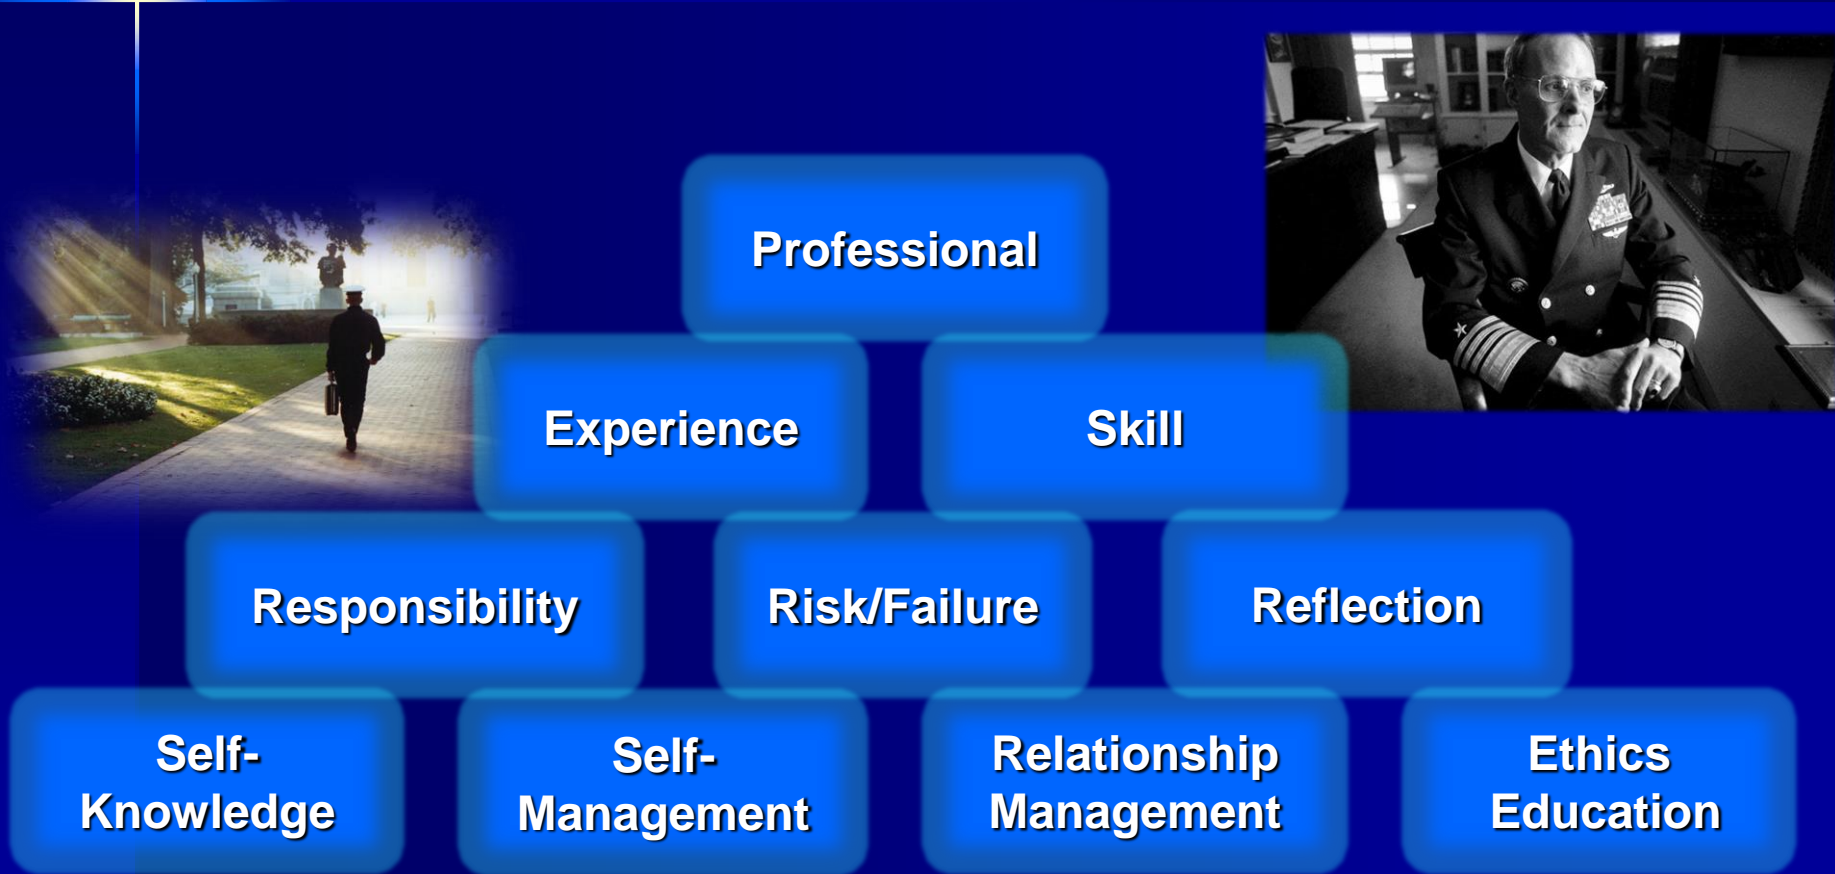 Professional
Experience
Skill
Responsibility
Risk/Failure
Reflection
Self-
Knowledge
Self-
Management
Relationship
Management
Ethics
Education